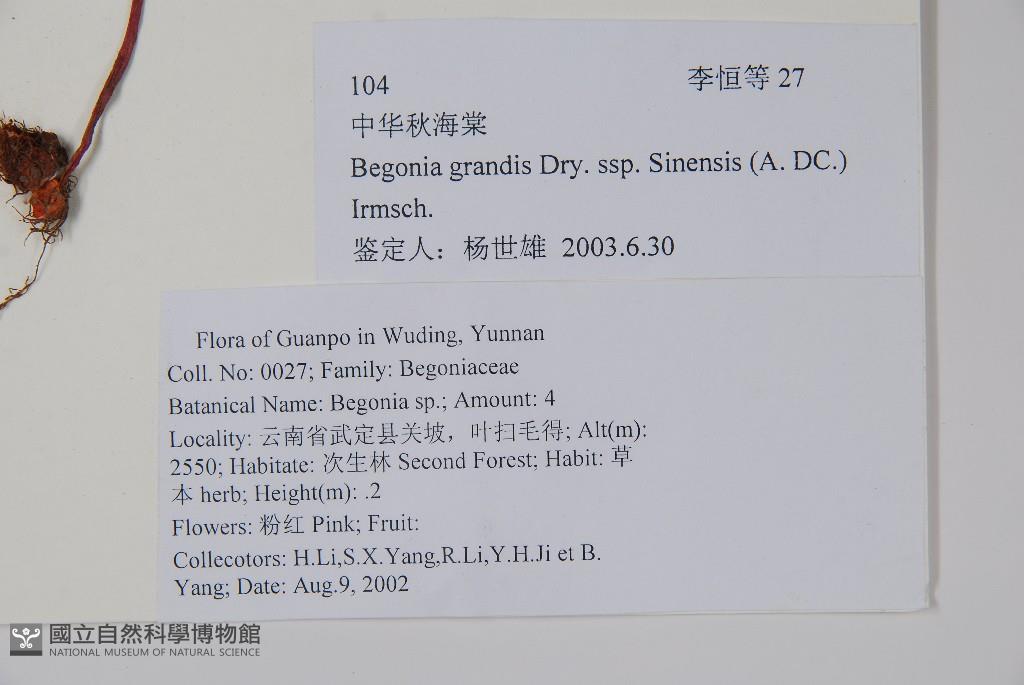 104 李恒等 27
中华秋海棠
Begonia grandis Dry. ssp. Sinensis (A. DC.)
Irmsch.
鉴定人：杨世雄 2003.6.30
Flora of Guanpo in Wuding, Yunnan
Coll. No: 0027; Family: Begoniaceae
Batanical Name: Begonia sp.; Amount: 4
Locality: 云南省武定县关坡，叶扫毛得; Alt(m):
2550; Habitate: 次生林 Second Forest; Habit: 草
本 herb; Height(m): .2
Flowers: 粉红 Pink; Fruit:
Collecotors: H.Li,S.X.Yang,R.Li,Y.H.Ji et B.
Yang; Date: Aug.9, 2002
國立自然科學博物館
NATIONAL MUSEUM OF NATURAL SCIENCE